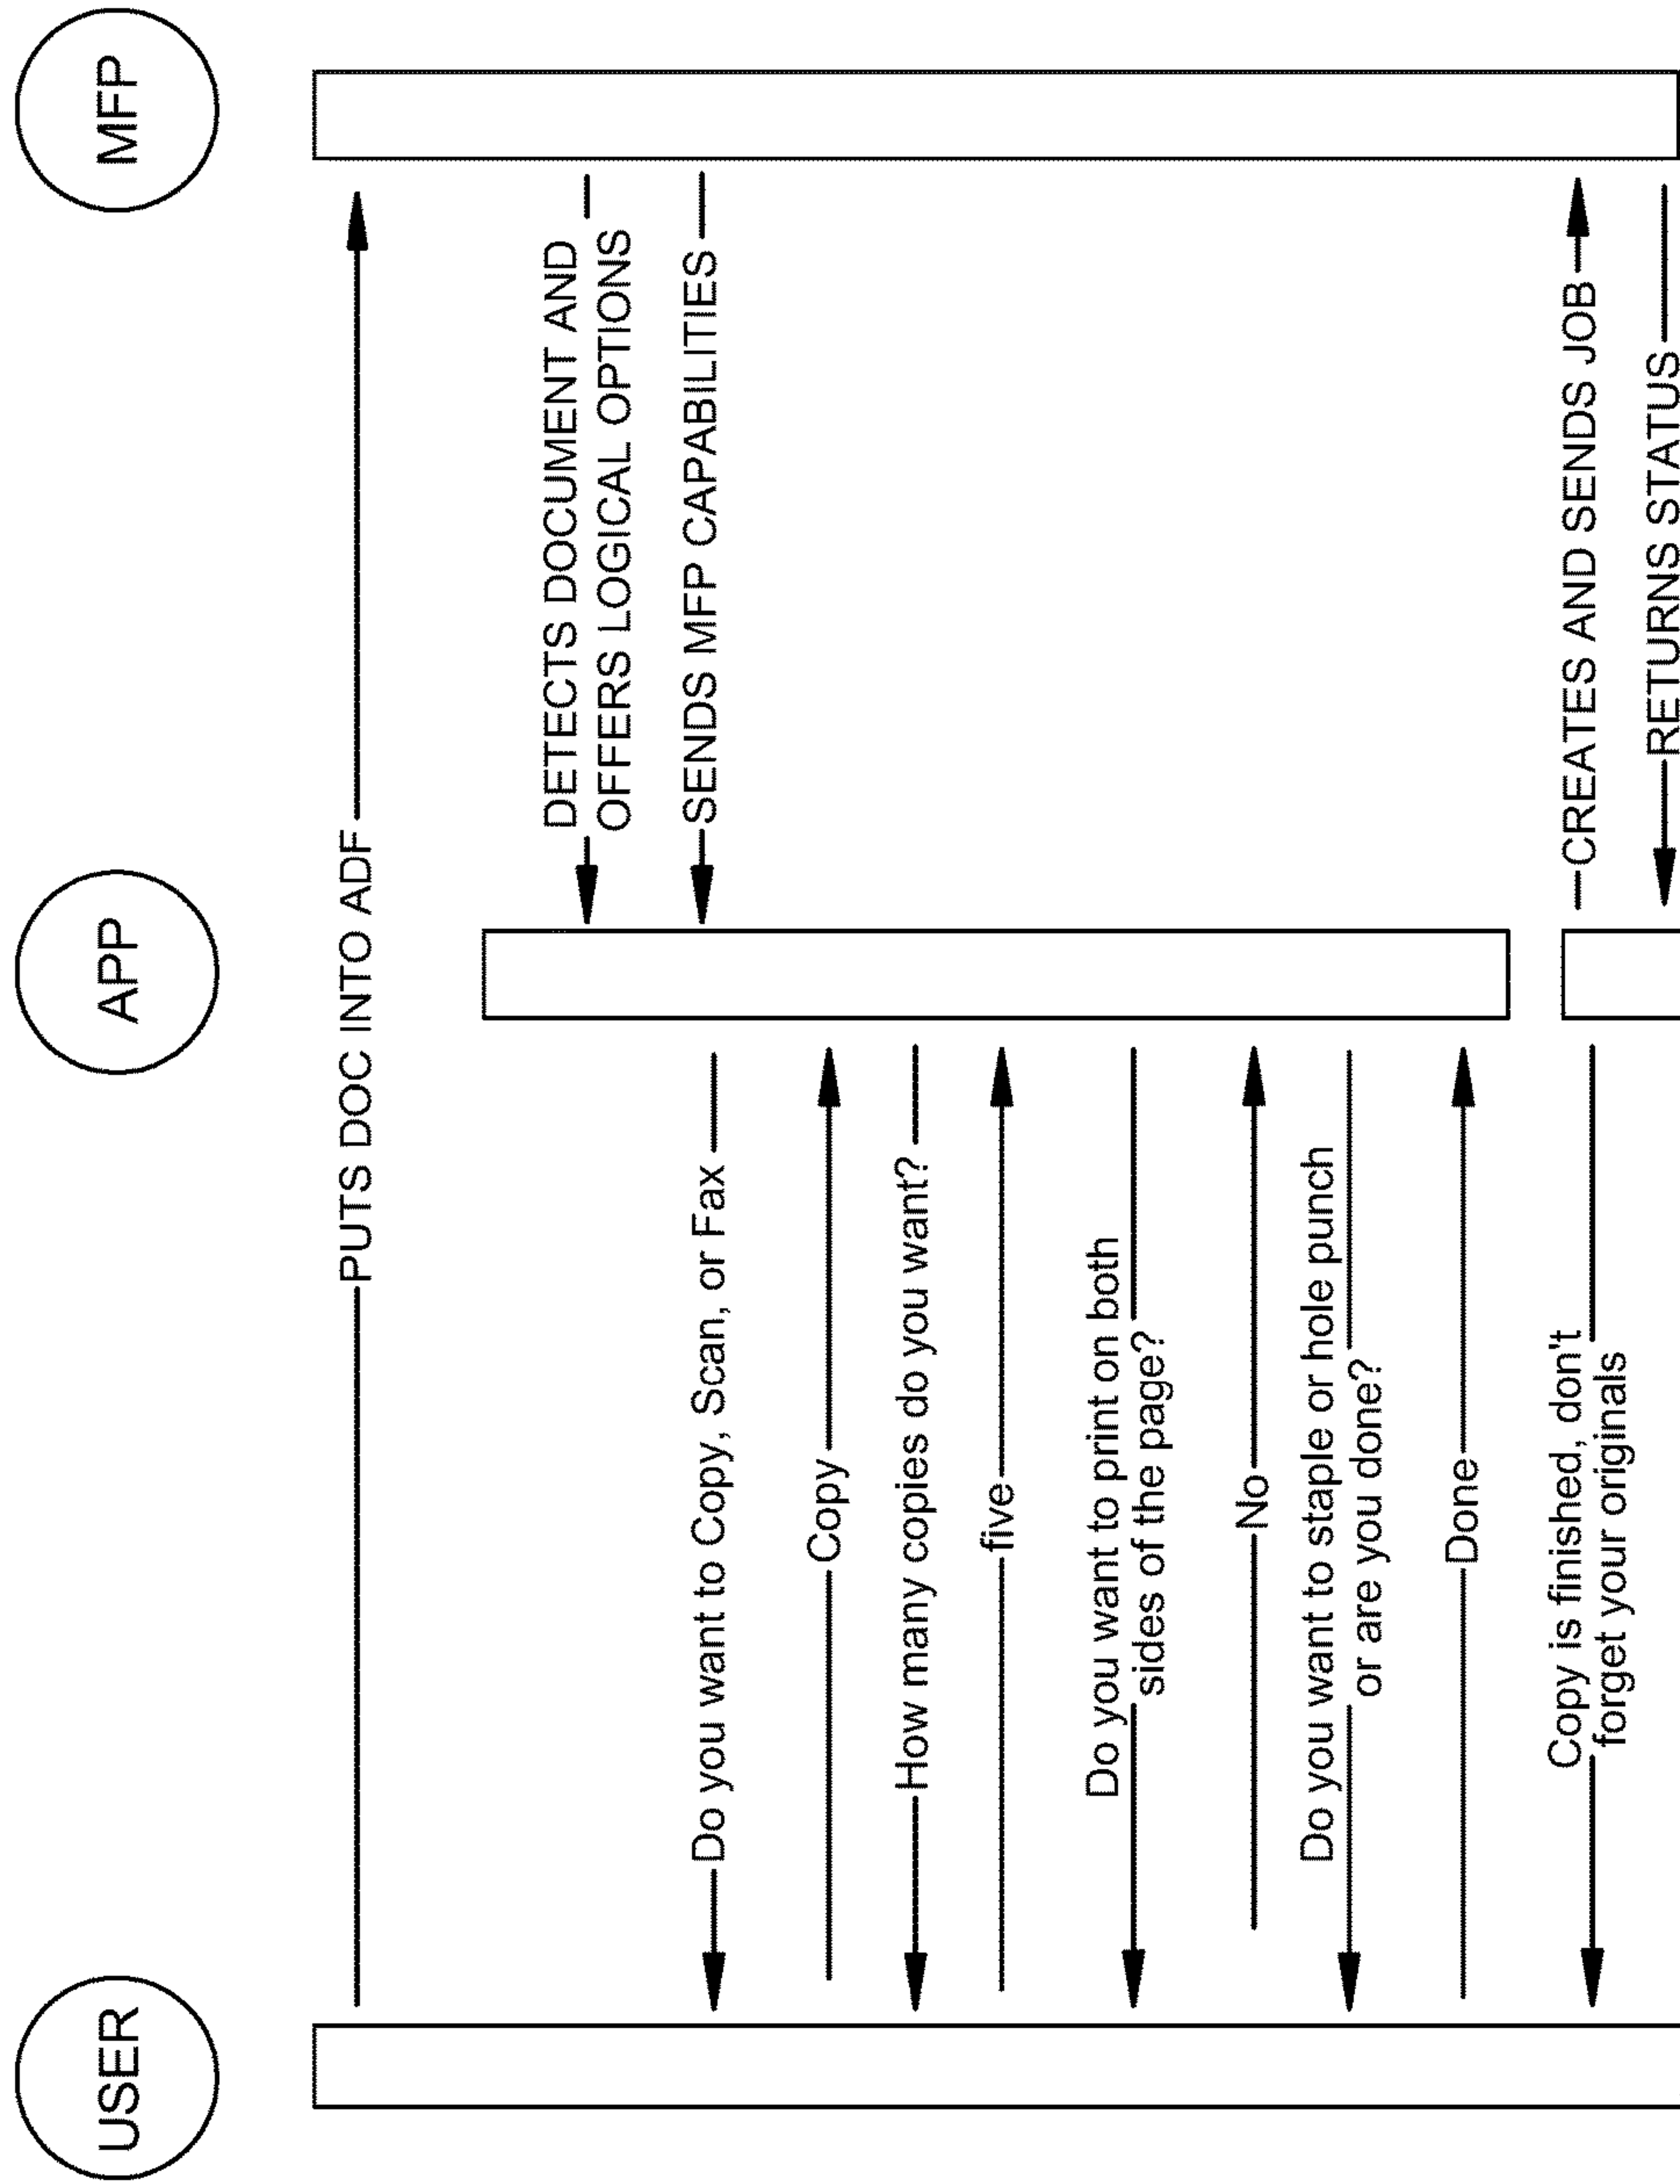 USER
APP
MFP
PUTS DOC INTO ADF
DETECTS DOCUMENT AND
OFFERS LOGICAL OPTIONS
SENDS MFP CAPABILITIES
Do you want to Copy, Scan, or Fax
Copy
How many copies do you want?
five
Do you want to print on both
sides of the page?
No
Do you want to staple or hole punch
or are you done?
Done
CREATES AND SENDS JOB
Copy is finished, don't
forget your originals
RETURNS STATUS